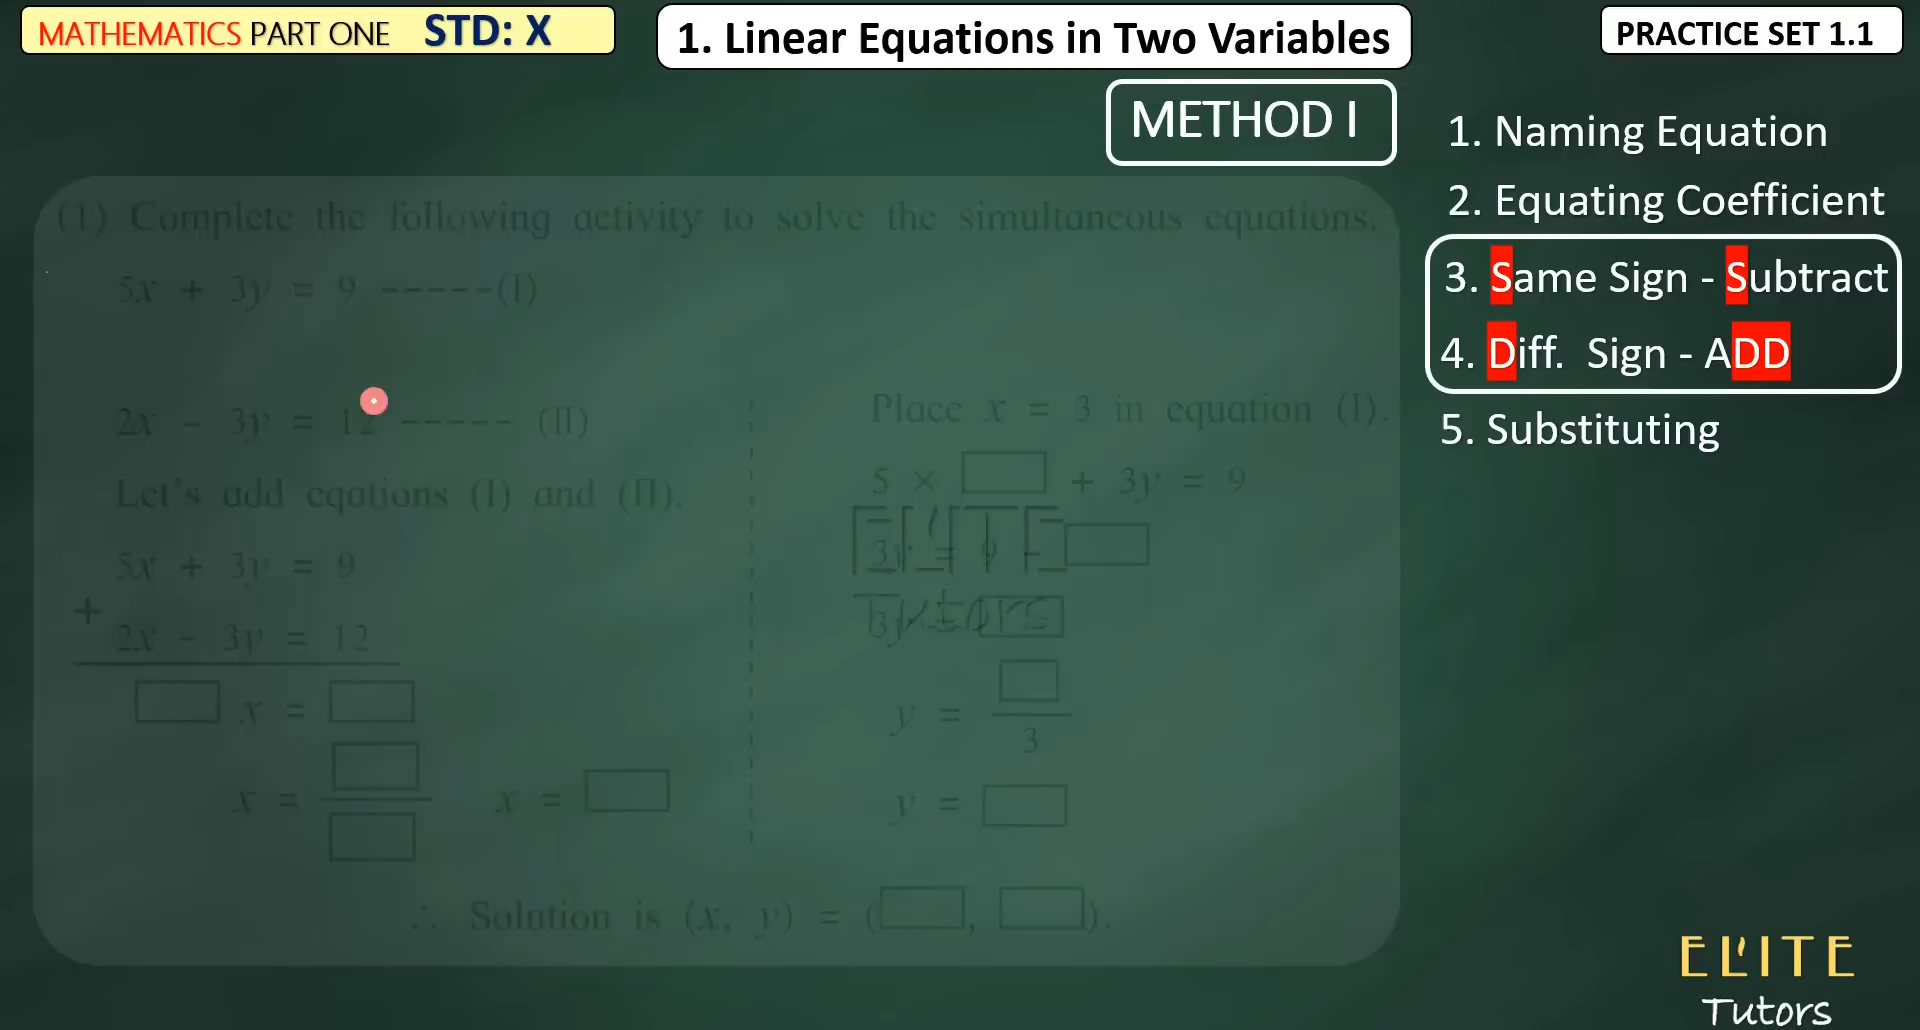 MATHEMATICS PART ONE STD: X
1. Linear Equations in Two Variables
PRACTICE SET 1.1
METHOD I
1. Naming Equation
2. Equating Coefficient
3. Same Sign - Subtract
4. Diff. Sign - ADD
5. Substituting
(1) Complete the following activity to solve the simultaneous equations.
5x + 3y = 9 -----(I)
2x - 3y = 12 ----- (II)
Let's add eqations (I) and (II).
5x + 3y = 9
+
2x - 3y = 12
x =
x = x =
Place x = 3 in equation (I).
5 × + 3y = 9
3y = 9 -
3y =
y =
3
y =
∴ Solution is (x, y) = ( , ).
ELITE
Tutors
ELITE
Tutors